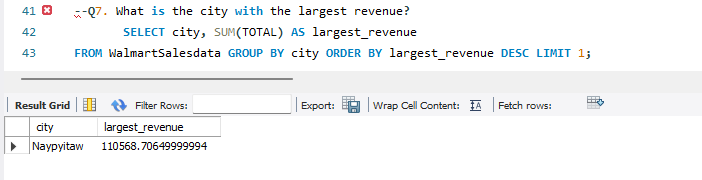 41 --Q7. What is the city with the largest revenue?
42 SELECT city, SUM(TOTAL) AS largest_revenue
43 FROM WalmartSalesdata GROUP BY city ORDER BY largest_revenue DESC LIMIT 1;
Result Grid Filter Rows: Export: Wrap Cell Content: IA Fetch rows:
city largest_revenue
Naypyitaw 110568.70649999994